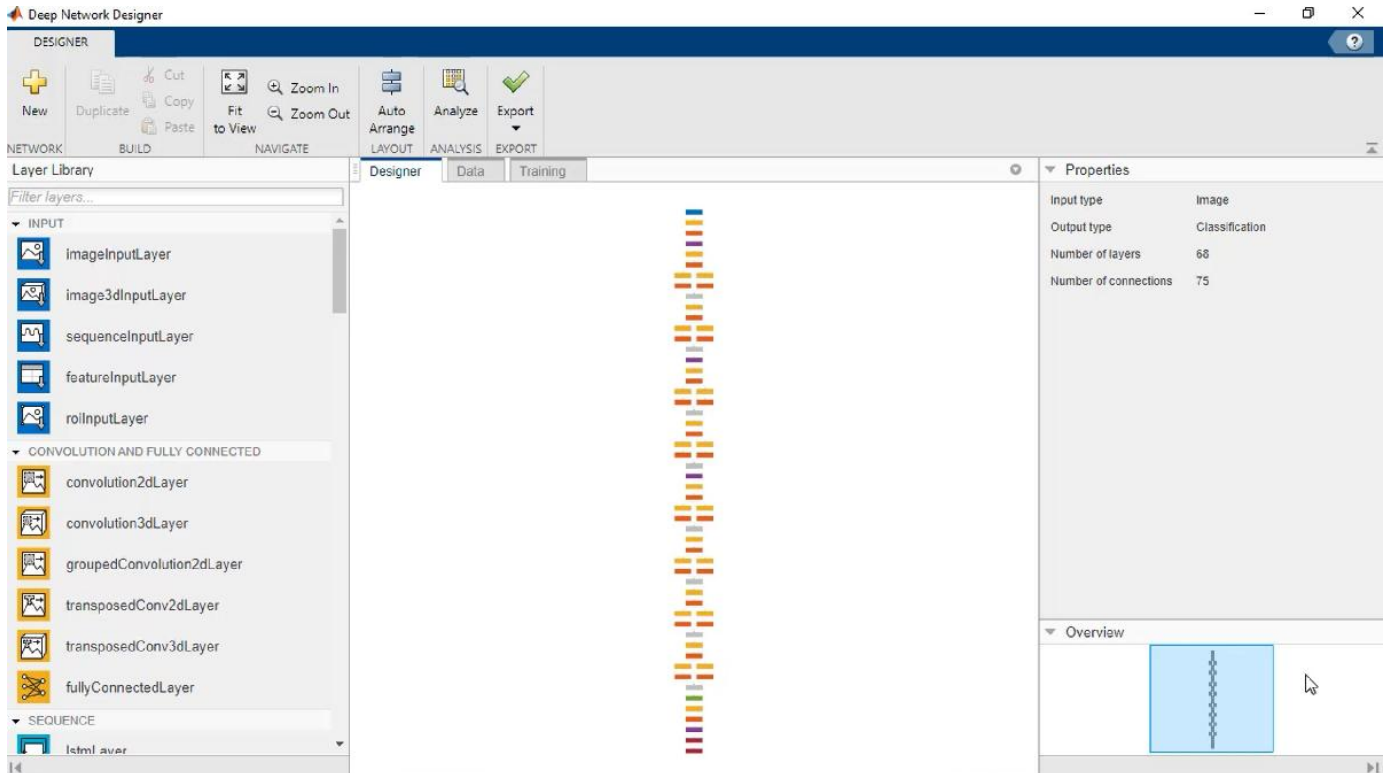 Deep Network Designer
DESIGNER
New
Duplicate
Cut
Copy
Paste
Fit
to View
Zoom In
Zoom Out
Auto
Arrange
Analyze
Export
NETWORK
BUILD
NAVIGATE
LAYOUT
ANALYSIS
EXPORT
Layer Library
Filter layers...
INPUT
imageInputLayer
image3dInputLayer
sequenceInputLayer
featureInputLayer
roiInputLayer
CONVOLUTION AND FULLY CONNECTED
convolution2dLayer
convolution3dLayer
groupedConvolution2dLayer
transposedConv2dLayer
transposedConv3dLayer
fullyConnectedLayer
SEQUENCE
lstmLayer
Designer
Data
Training
Properties
Input type Image
Output type Classification
Number of layers 68
Number of connections 75
Overview